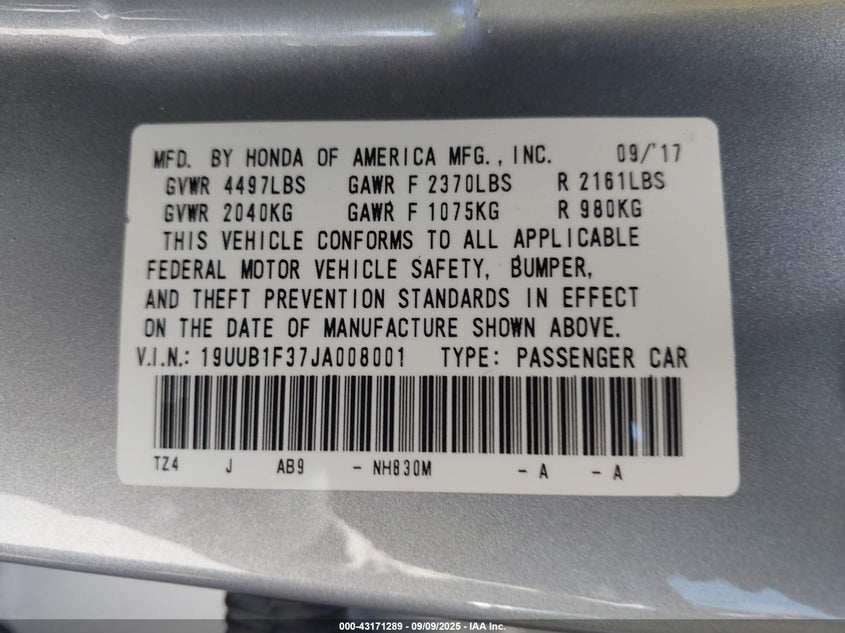 MFD. BY HONDA OF AMERICA MFG., INC. 09/'17
GVWR 4497LBS GAWR F 2370LBS R 2161LBS
GVWR 2040KG GAWR F 1075KG R 980KG
THIS VEHICLE CONFORMS TO ALL APPLICABLE
FEDERAL MOTOR VEHICLE SAFETY, BUMPER,
AND THEFT PREVENTION STANDARDS IN EFFECT
ON THE DATE OF MANUFACTURE SHOWN ABOVE.
V.I.N.: 19UUB1F37JA008001 TYPE: PASSENGER CAR
TZ4 J AB9 - NH830M - A - A
000-43171289 - 09/09/2025 - IAA Inc.